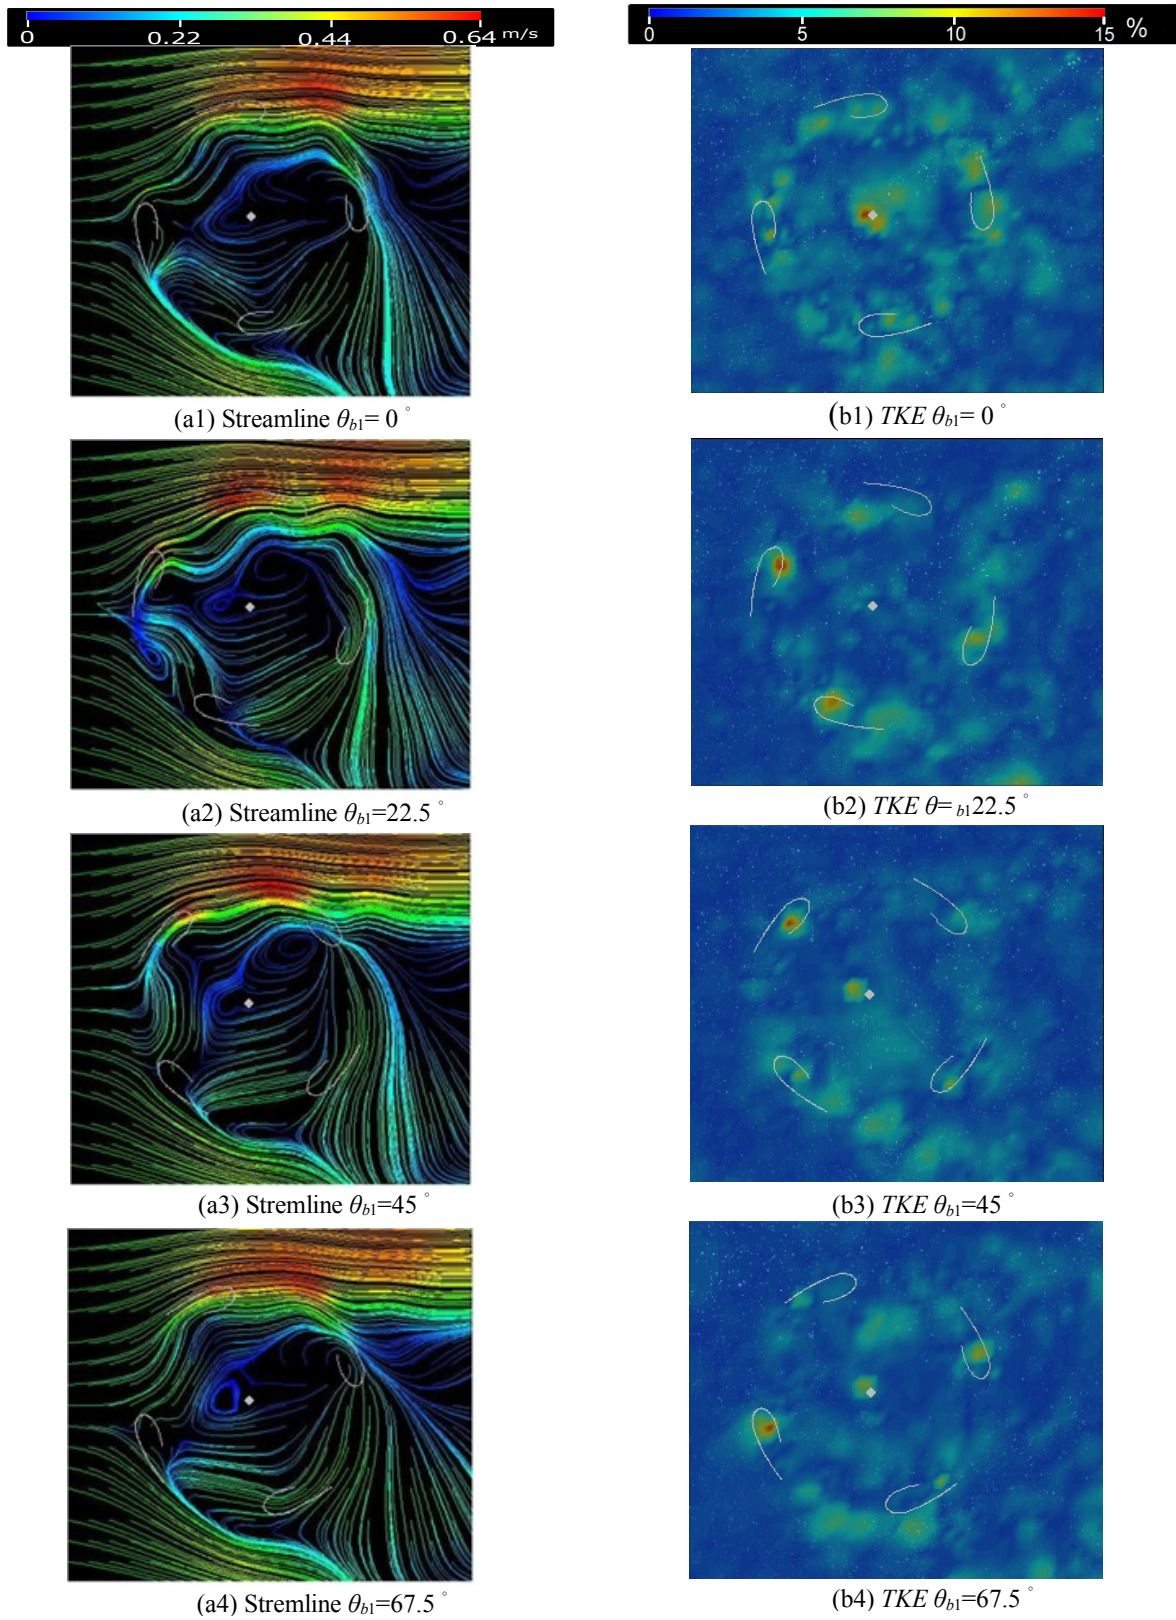 0 0.22 0.44 0.64 m/s
0 5 10 15 %
(a1) Streamline θb1= 0 °
(b1) TKE θb1= 0 °
(a2) Streamline θb1=22.5 °
(b2) TKE θ= b122.5 °
(a3) Stremline θb1=45 °
(b3) TKE θb1=45 °
(a4) Stremline θb1=67.5 °
(b4) TKE θb1=67.5 °